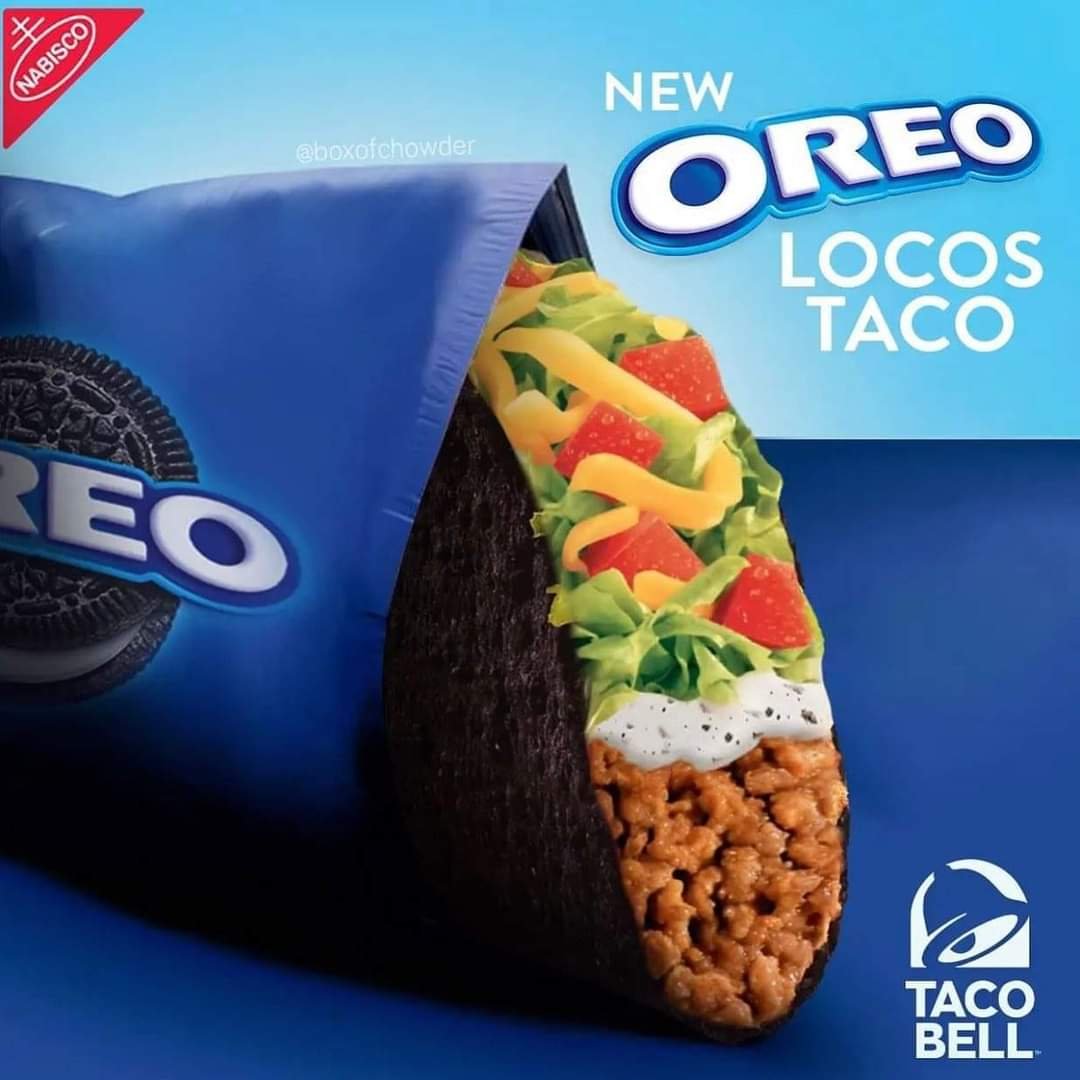 NABISCO
@boxofchowder
NEW
OREO
LOCOS
TACO
REO
TACO
BELL